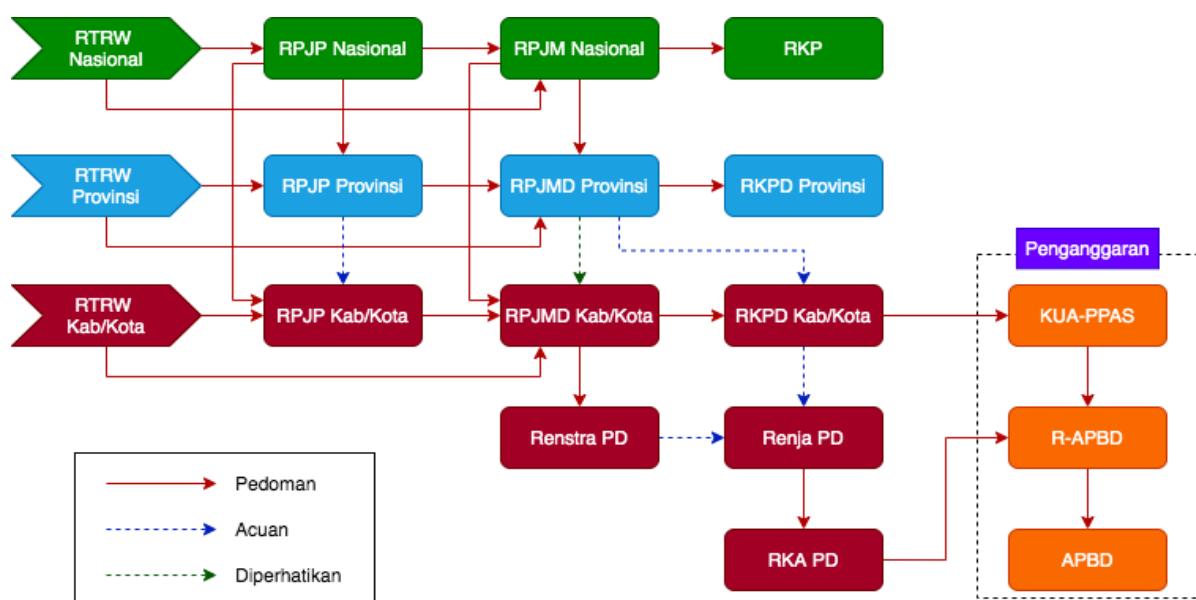 RTRW
Nasional
RPJP Nasional
RPJM Nasional
RKP
RTRW
Provinsi
RPJP Provinsi
RPJMD Provinsi
RKPD Provinsi
Penganggaran
RTRW
Kab/Kota
RPJP Kab/Kota
RPJMD Kab/Kota
RKPD Kab/Kota
KUA-PPAS
Renstra PD
Renja PD
R-APBD
Pedoman
Acuan
Diperhatikan
RKA PD
APBD